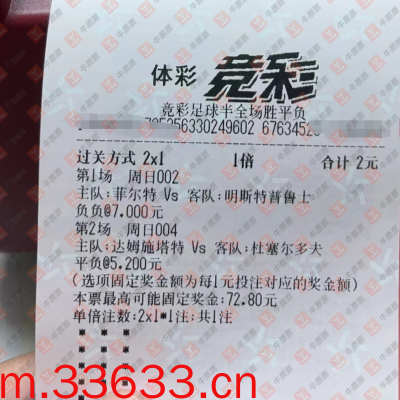 体彩 竞彩
竞彩足球半全场胜平负
330249602 676345
过关方式 2x1 1倍 合计 2元
第1场 周日002
主队:菲尔特 Vs 客队:明斯特普鲁士
负负@7.000元
第2场 周日004
主队:达姆施塔特 Vs 客队:杜塞尔多夫
平负@5.200元
(选项固定奖金额为每1元投注对应的奖金额)
本票最高可能固定奖金:72.80元
单倍注数:2x1*1注;共1注
m.33633.cn